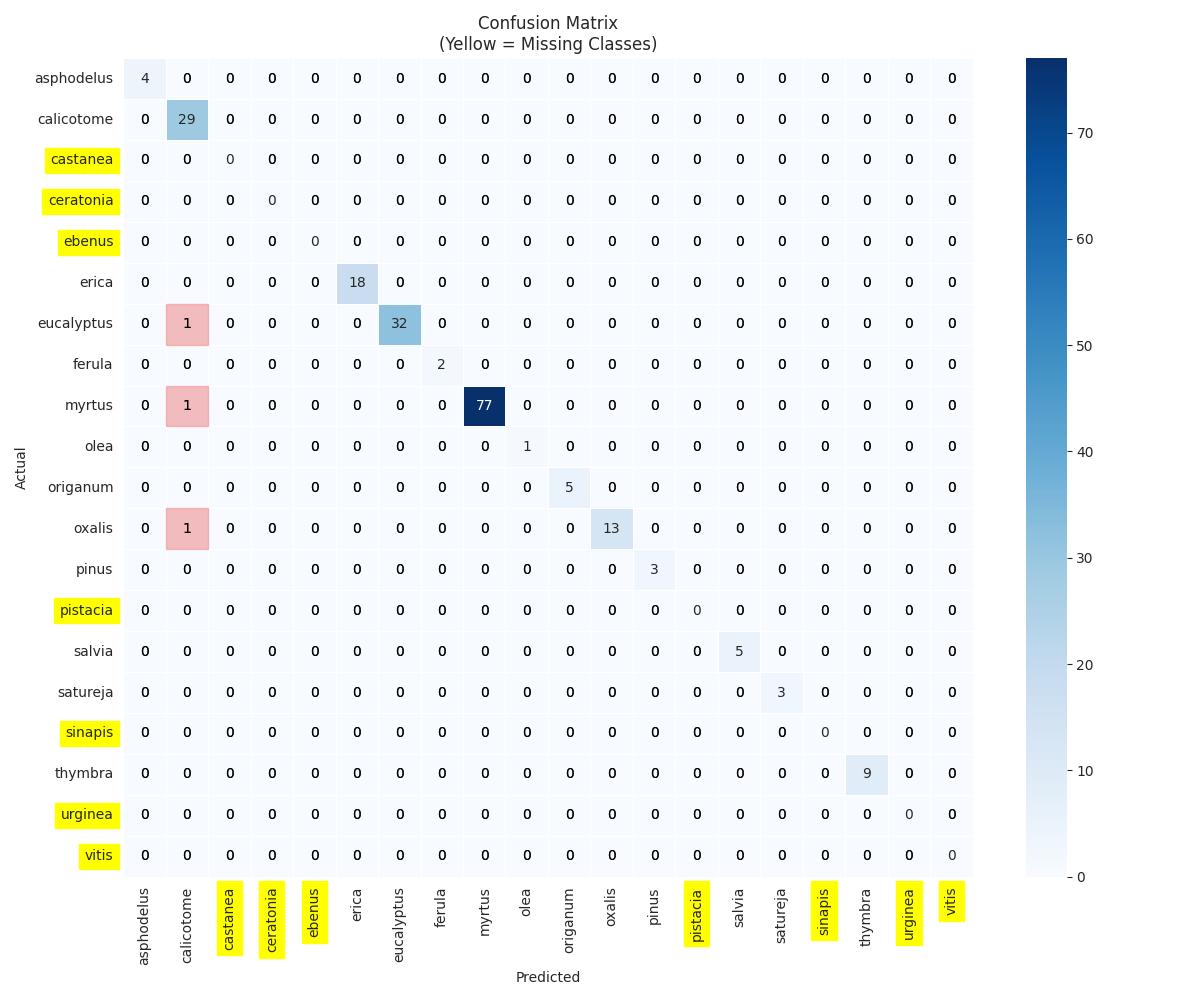 Confusion Matrix
(Yellow = Missing Classes)
asphodelus 4 0 0 0 0 0 0 0 0 0 0 0 0 0 0 0 0 0 0 0
calicotome 0 29 0 0 0 0 0 0 0 0 0 0 0 0 0 0 0 0 0 0
castanea 0 0 0 0 0 0 0 0 0 0 0 0 0 0 0 0 0 0 0 0
ceratonia 0 0 0 0 0 0 0 0 0 0 0 0 0 0 0 0 0 0 0 0
ebenus 0 0 0 0 0 0 0 0 0 0 0 0 0 0 0 0 0 0 0 0
erica 0 0 0 0 0 18 0 0 0 0 0 0 0 0 0 0 0 0 0 0
eucalyptus 0 1 0 0 0 0 32 0 0 0 0 0 0 0 0 0 0 0 0 0
ferula 0 0 0 0 0 0 0 2 0 0 0 0 0 0 0 0 0 0 0 0
myrtus 0 1 0 0 0 0 0 0 77 0 0 0 0 0 0 0 0 0 0 0
olea 0 0 0 0 0 0 0 0 0 1 0 0 0 0 0 0 0 0 0 0
origanum 0 0 0 0 0 0 0 0 0 0 5 0 0 0 0 0 0 0 0 0
oxalis 0 1 0 0 0 0 0 0 0 0 0 13 0 0 0 0 0 0 0 0
pinus 0 0 0 0 0 0 0 0 0 0 0 0 3 0 0 0 0 0 0 0
pistacia 0 0 0 0 0 0 0 0 0 0 0 0 0 0 0 0 0 0 0 0
salvia 0 0 0 0 0 0 0 0 0 0 0 0 0 0 5 0 0 0 0 0
satureja 0 0 0 0 0 0 0 0 0 0 0 0 0 0 0 3 0 0 0 0
sinapis 0 0 0 0 0 0 0 0 0 0 0 0 0 0 0 0 0 0 0 0
thymbra 0 0 0 0 0 0 0 0 0 0 0 0 0 0 0 0 0 9 0 0
urginea 0 0 0 0 0 0 0 0 0 0 0 0 0 0 0 0 0 0 0 0
vitis 0 0 0 0 0 0 0 0 0 0 0 0 0 0 0 0 0 0 0 0
asphodelus calicotome castanea ceratonia ebenus erica eucalyptus ferula myrtus olea origanum oxalis pinus pistacia salvia satureja sinapis thymbra urginea vitis
Predicted
Actual
70
60
50
40
30
20
10
0